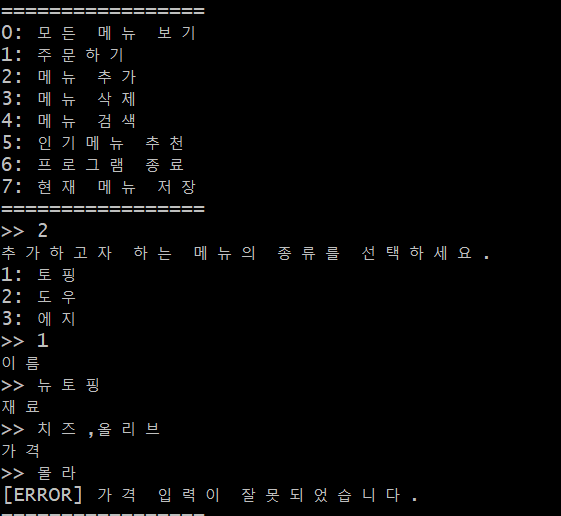 =================
0: 모든 메뉴 보기
1: 주문하기
2: 메뉴 추가
3: 메뉴 삭제
4: 메뉴 검색
5: 인기메뉴 추천
6: 프로그램 종료
7: 현재 메뉴 저장
=================
>> 2
추가하고자 하는 메뉴의 종류를 선택하세요.
1: 토핑
2: 도우
3: 에지
>> 1
이름
>> 뉴토핑
재료
>> 치즈,올리브
가격
>> 몰라
[ERROR] 가격 입력이 잘못되었습니다.
=================